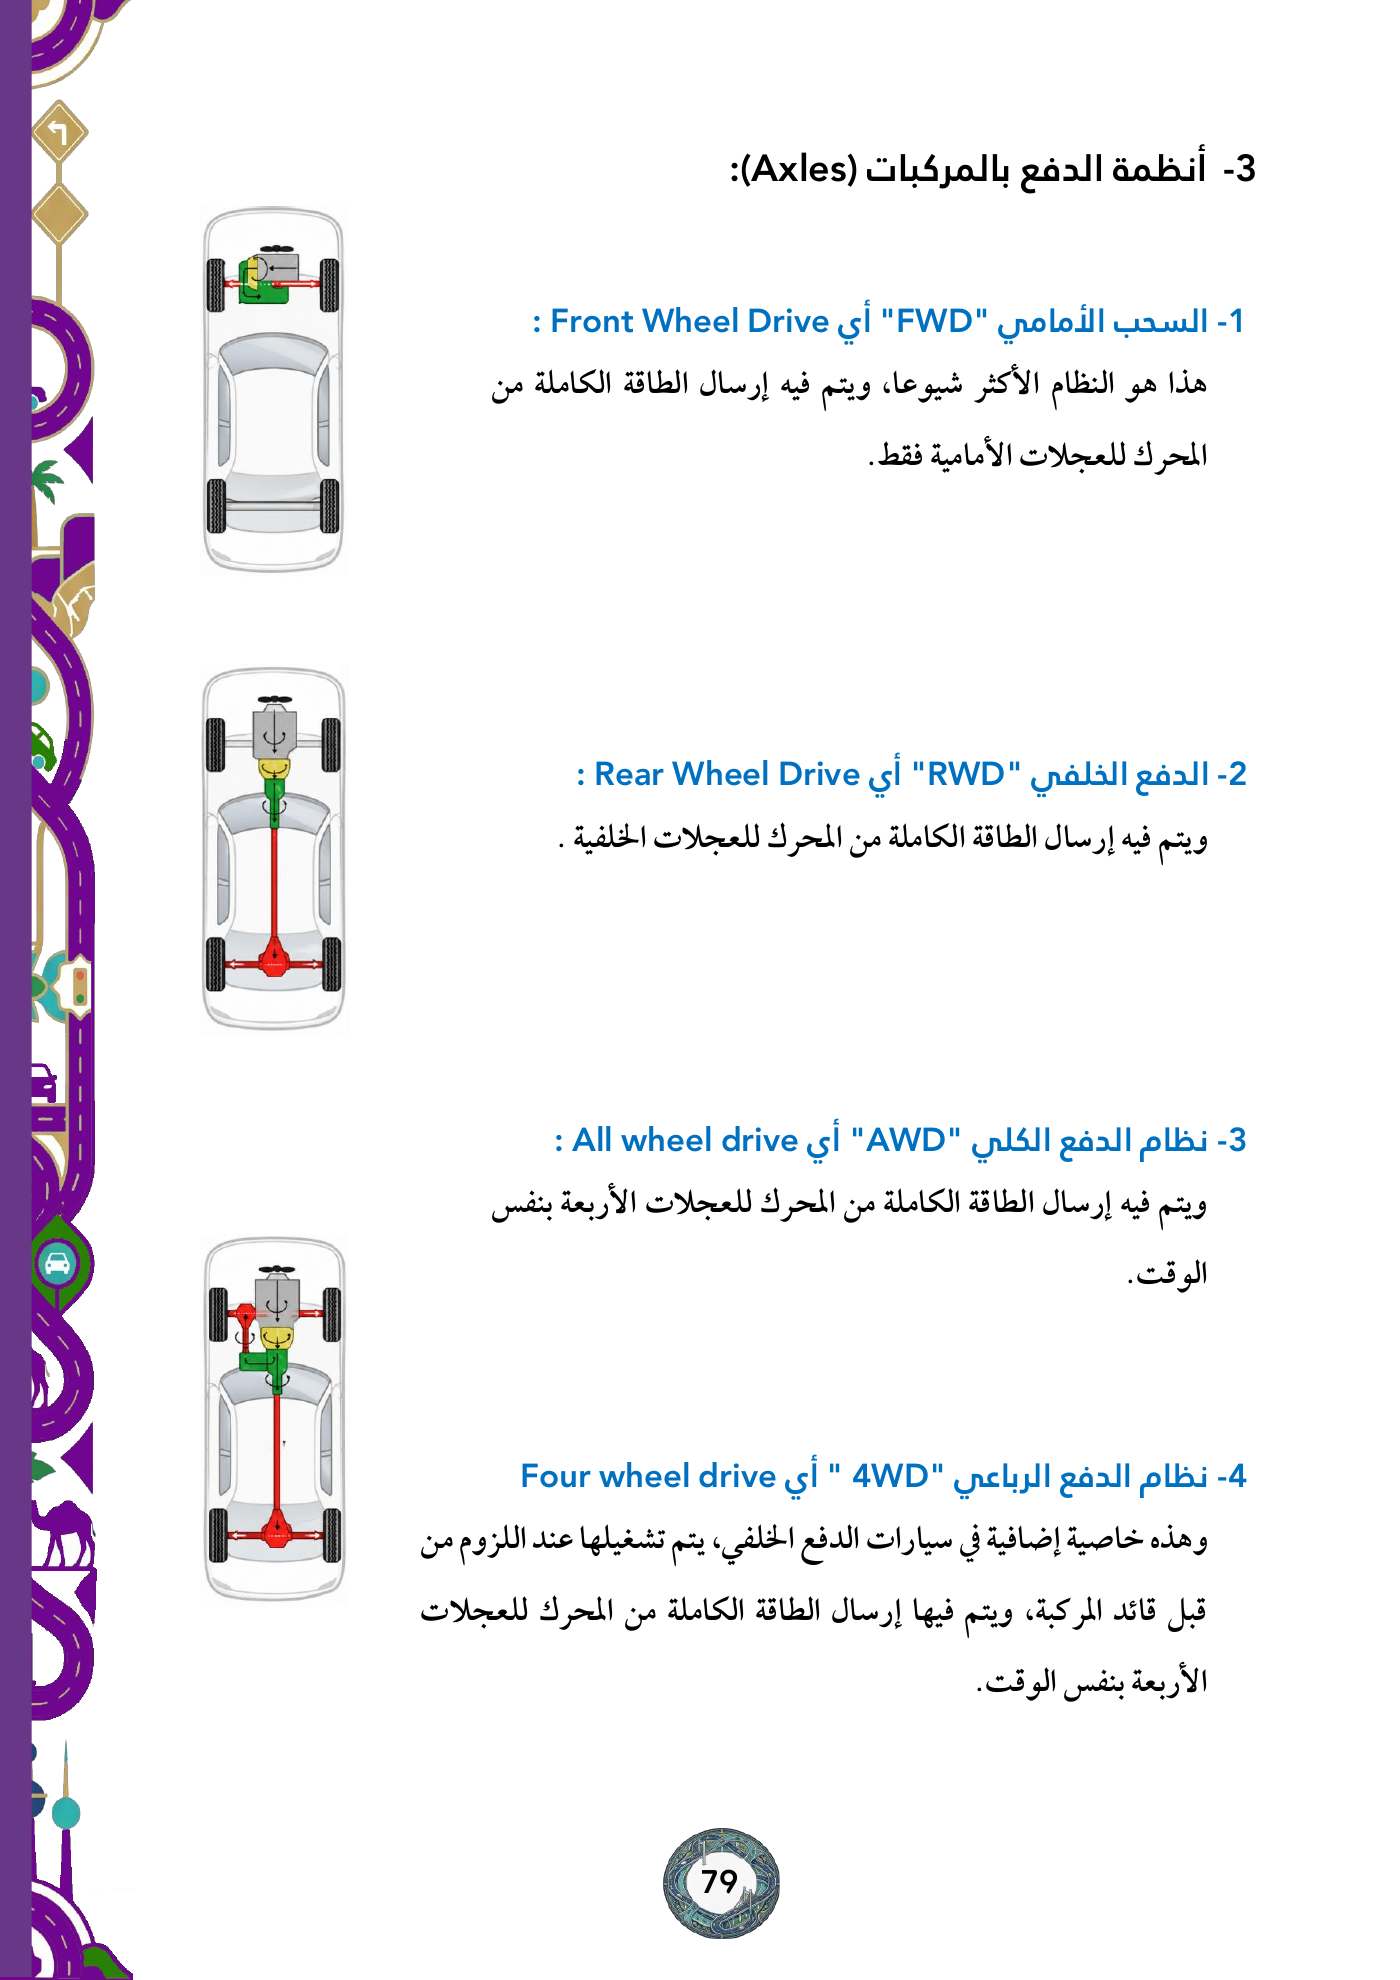 3- أنظمة الدفع بالمركبات (Axles):
1- السحب الأمامي "FWD" أي Front Wheel Drive :
هذا هو النظام الأكثر شيوعا، ويتم فيه إرسال الطاقة الكاملة من
المحرك للعجلات الأمامية فقط.
2- الدفع الخلفي "RWD" أي Rear Wheel Drive :
ويتم فيه إرسال الطاقة الكاملة من المحرك للعجلات الخلفية .
3- نظام الدفع الكلي "AWD" أي All wheel drive :
ويتم فيه إرسال الطاقة الكاملة من المحرك للعجلات الأربعة بنفس
الوقت.
4- نظام الدفع الرباعي "4WD " أي Four wheel drive
وهذه خاصية إضافية في سيارات الدفع الخلفي، يتم تشغيلها عند اللزوم من
قبل قائد المركبة، ويتم فيها إرسال الطاقة الكاملة من المحرك للعجلات
الأربعة بنفس الوقت.
79